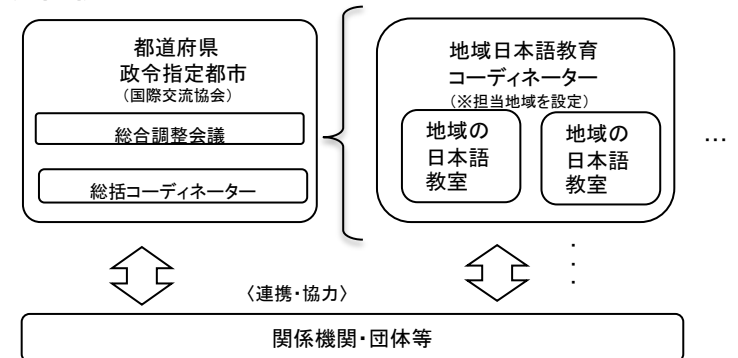 都道府県
政令指定都市
（国際交流協会）
総合調整会議
総括コーディネーター
地域日本語教育
コーディネーター
（※担当地域を設定）
地域の
日本語
教室
地域の
日本語
教室
…
〈連携・協力〉
関係機関・団体等